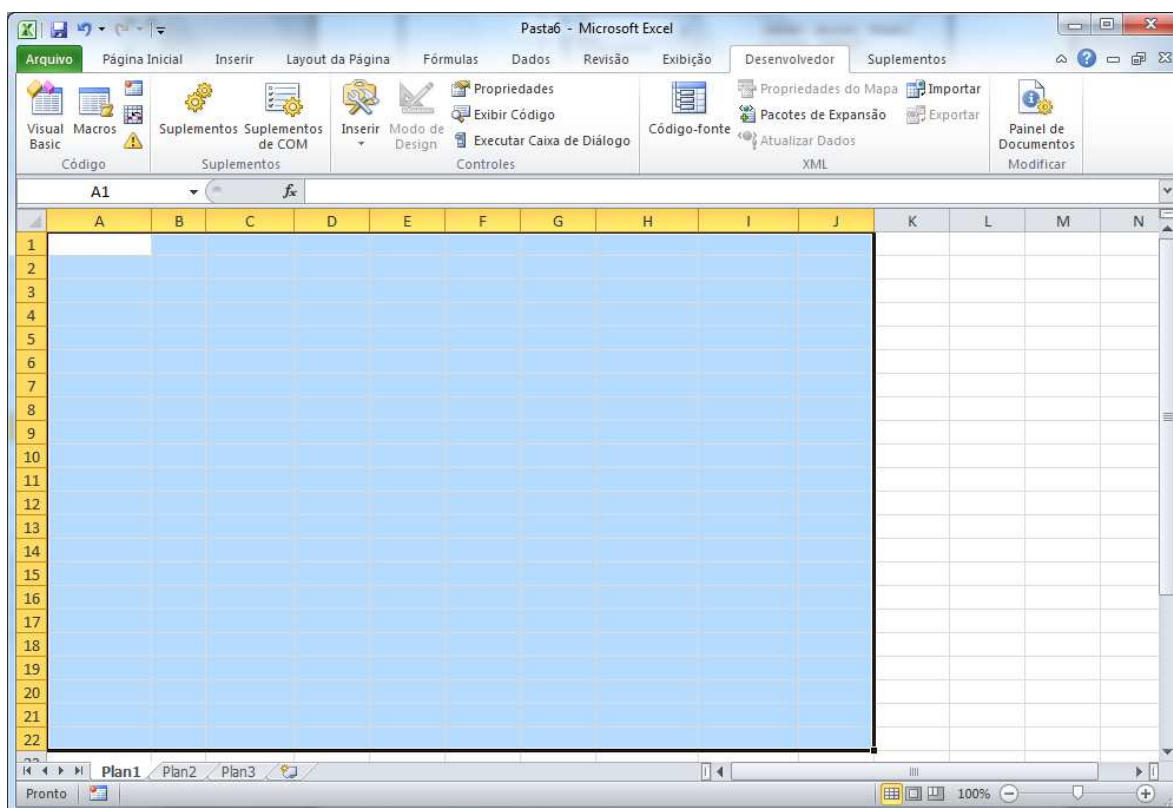 Pasta6 - Microsoft Excel
Arquivo Página Inicial Inserir Layout da Página Fórmulas Dados Revisão Exibição Desenvolvedor Suplementos
Visual Basic Macros Suplementos Suplementos de COM Inserir Modo de Design Propriedades Exibir Código Executar Caixa de Diálogo Código-fonte Propriedades do Mapa Pacotes de Expansão Atualizar Dados Importar Exportar Painel de Documentos
Código Suplementos Controles XML Modificar
A1 fx
A B C D E F G H I J K L M N
1
2
3
4
5
6
7
8
9
10
11
12
13
14
15
16
17
18
19
20
21
22
Plan1 Plan2 Plan3
Pronto 100%